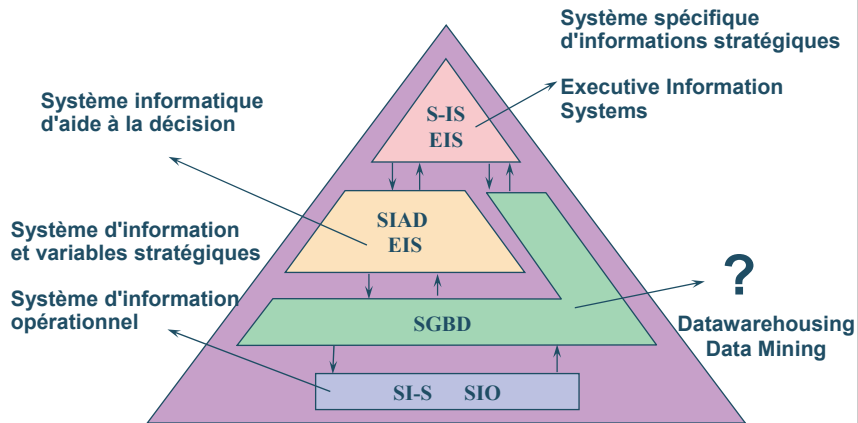 Système spécifique
d'informations stratégiques
Executive Information
Systems
Système informatique
d'aide à la décision
S-IS
EIS
SIAD
EIS
Système d'information
et variables stratégiques
Système d'information
opérationnel
?
SGBD
Datawarehousing
Data Mining
SI-S SIO